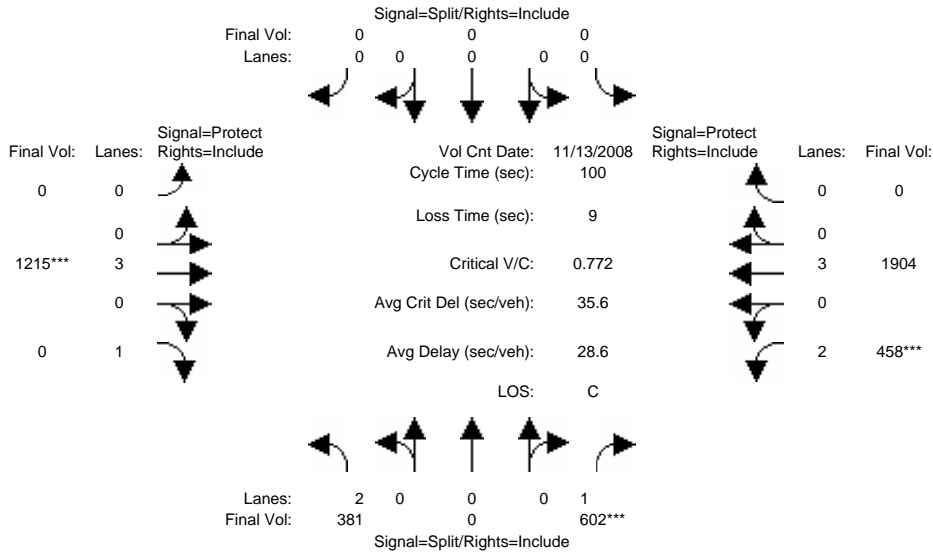 Signal=Split/Rights=Include
Final Vol: 0 0 0
Lanes: 0 0 0 0 0
Signal=Protect Signal=Protect
Final Vol: Lanes: Rights=Include Vol Cnt Date: 11/13/2008 Rights=Include Lanes: Final Vol:
Cycle Time (sec): 100
0 0 0 0
Loss Time (sec): 9
0 0
1215*** 3 Critical V/C: 0.772 3 1904
0 Avg Crit Del (sec/veh): 35.6 0
0 1 Avg Delay (sec/veh): 28.6 2 458***
LOS: C
Lanes: 2 0 0 0 1
Final Vol: 381 0 602***
Signal=Split/Rights=Include